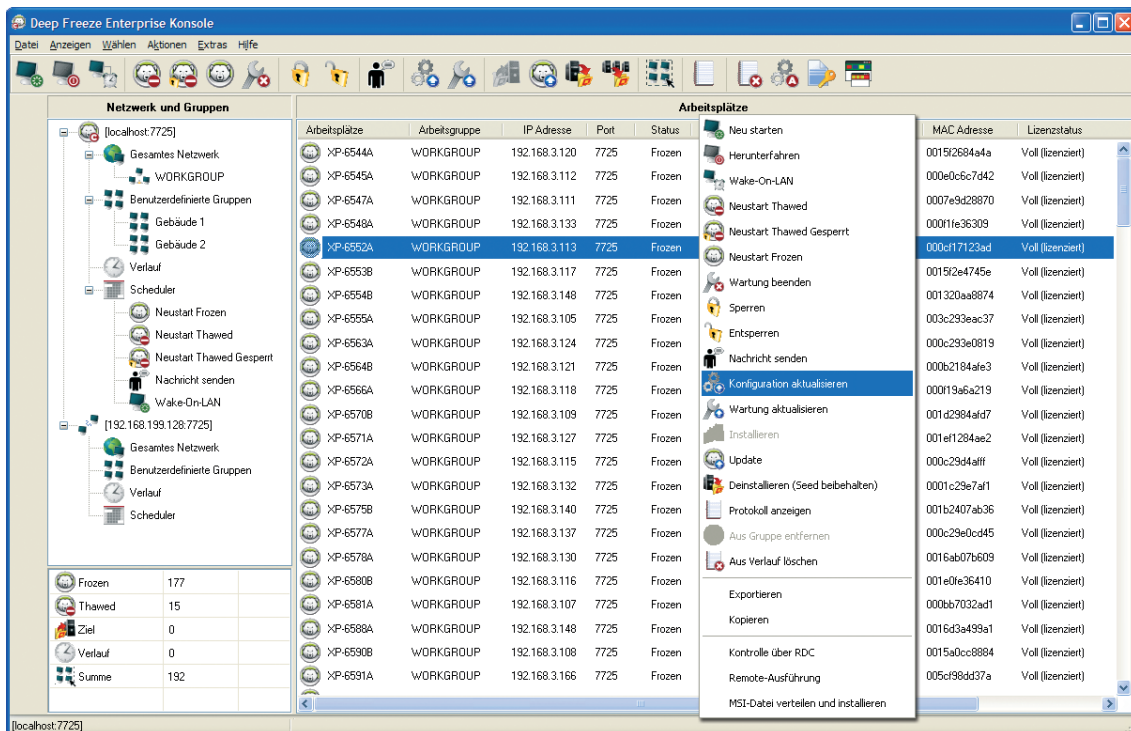 Deep Freeze Enterprise Konsole
Datei Anzeigen Wählen Aktionen Extras Hilfe
Netzwerk und Gruppen
[localhost:7725]
Gesamtes Netzwerk
WORKGROUP
Benutzerdefinierte Gruppen
Gebäude 1
Gebäude 2
Verlauf
Scheduler
Neustart Frozen
Neustart Thawed
Neustart Thawed Gesperrt
Nachricht senden
Wake-On-LAN
[192.168.199.128:7725]
Gesamtes Netzwerk
Benutzerdefinierte Gruppen
Verlauf
Scheduler
Frozen 177
Thawed 15
Ziel 0
Verlauf 0
Summe 192
Arbeitsplätze
Arbeitsplätze Arbeitsgruppe IP Adresse Port Status MAC Adresse Lizenzstatus
XP-6544A WORKGROUP 192.168.3.120 7725 Frozen 0015f2684a4a Voll (lizenziert)
XP-6545A WORKGROUP 192.168.3.112 7725 Frozen 000e0c6c7d42 Voll (lizenziert)
XP-6547A WORKGROUP 192.168.3.111 7725 Frozen 0007e9d28870 Voll (lizenziert)
XP-6548A WORKGROUP 192.168.3.133 7725 Frozen 000f1fe36309 Voll (lizenziert)
XP-6552A WORKGROUP 192.168.3.113 7725 Frozen 000cf17123ad Voll (lizenziert)
XP-6553B WORKGROUP 192.168.3.117 7725 Frozen 0015f2e4745e Voll (lizenziert)
XP-6554B WORKGROUP 192.168.3.148 7725 Frozen 001320aa8874 Voll (lizenziert)
XP-6555A WORKGROUP 192.168.3.105 7725 Frozen 003c293eac37 Voll (lizenziert)
XP-6563A WORKGROUP 192.168.3.124 7725 Frozen 000c293e0819 Voll (lizenziert)
XP-6564B WORKGROUP 192.168.3.121 7725 Frozen 000b2184afe3 Voll (lizenziert)
XP-6566A WORKGROUP 192.168.3.118 7725 Frozen 000f19a6a219 Voll (lizenziert)
XP-6570B WORKGROUP 192.168.3.109 7725 Frozen 001d2984afd7 Voll (lizenziert)
XP-6571A WORKGROUP 192.168.3.127 7725 Frozen 001ef1284ae2 Voll (lizenziert)
XP-6572A WORKGROUP 192.168.3.115 7725 Frozen 000c29d4afff Voll (lizenziert)
XP-6573A WORKGROUP 192.168.3.132 7725 Frozen 0001c29e7af1 Voll (lizenziert)
XP-6575B WORKGROUP 192.168.3.140 7725 Frozen 001b2407ab36 Voll (lizenziert)
XP-6577A WORKGROUP 192.168.3.137 7725 Frozen 000c29e0cd45 Voll (lizenziert)
XP-6578A WORKGROUP 192.168.3.130 7725 Frozen 0016ab07b609 Voll (lizenziert)
XP-6580B WORKGROUP 192.168.3.116 7725 Frozen 001e0fe36410 Voll (lizenziert)
XP-6581A WORKGROUP 192.168.3.107 7725 Frozen 000bb7032ad1 Voll (lizenziert)
XP-6588A WORKGROUP 192.168.3.148 7725 Frozen 0016d3a499a1 Voll (lizenziert)
XP-6590B WORKGROUP 192.168.3.108 7725 Frozen 0015a0cc8884 Voll (lizenziert)
XP-6591A WORKGROUP 192.168.3.166 7725 Frozen 005cf98dd37a Voll (lizenziert)
Neu starten
Herunterfahren
Wake-On-LAN
Neustart Thawed
Neustart Thawed Gesperrt
Neustart Frozen
Wartung beenden
Sperren
Entsperren
Nachricht senden
Konfiguration aktualisieren
Wartung aktualisieren
Installieren
Update
Deinstallieren (Seed beibehalten)
Protokoll anzeigen
Aus Gruppe entfernen
Aus Verlauf löschen
Exportieren
Kopieren
Kontrolle über RDC
Remote-Ausführung
MSI-Datei verteilen und installieren
[localhost:7725]